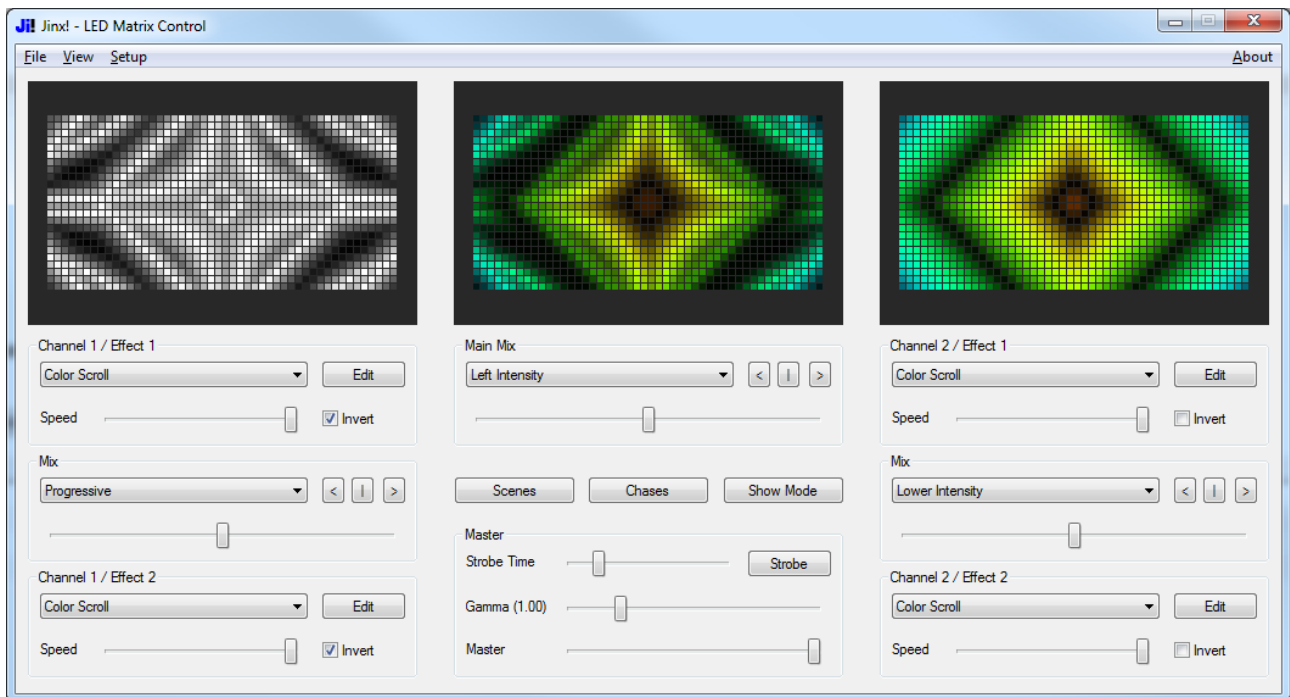 Ji! Jinx! - LED Matrix Control
File View Setup About
Channel 1 / Effect 1
Color Scroll Edit
Speed Invert
Mix
Progressive < | >
Channel 1 / Effect 2
Color Scroll Edit
Speed Invert
Main Mix
Left Intensity < | >
Scenes Chases Show Mode
Master
Strobe Time Strobe
Gamma (1.00)
Master
Channel 2 / Effect 1
Color Scroll Edit
Speed Invert
Mix
Lower Intensity < | >
Channel 2 / Effect 2
Color Scroll Edit
Speed Invert